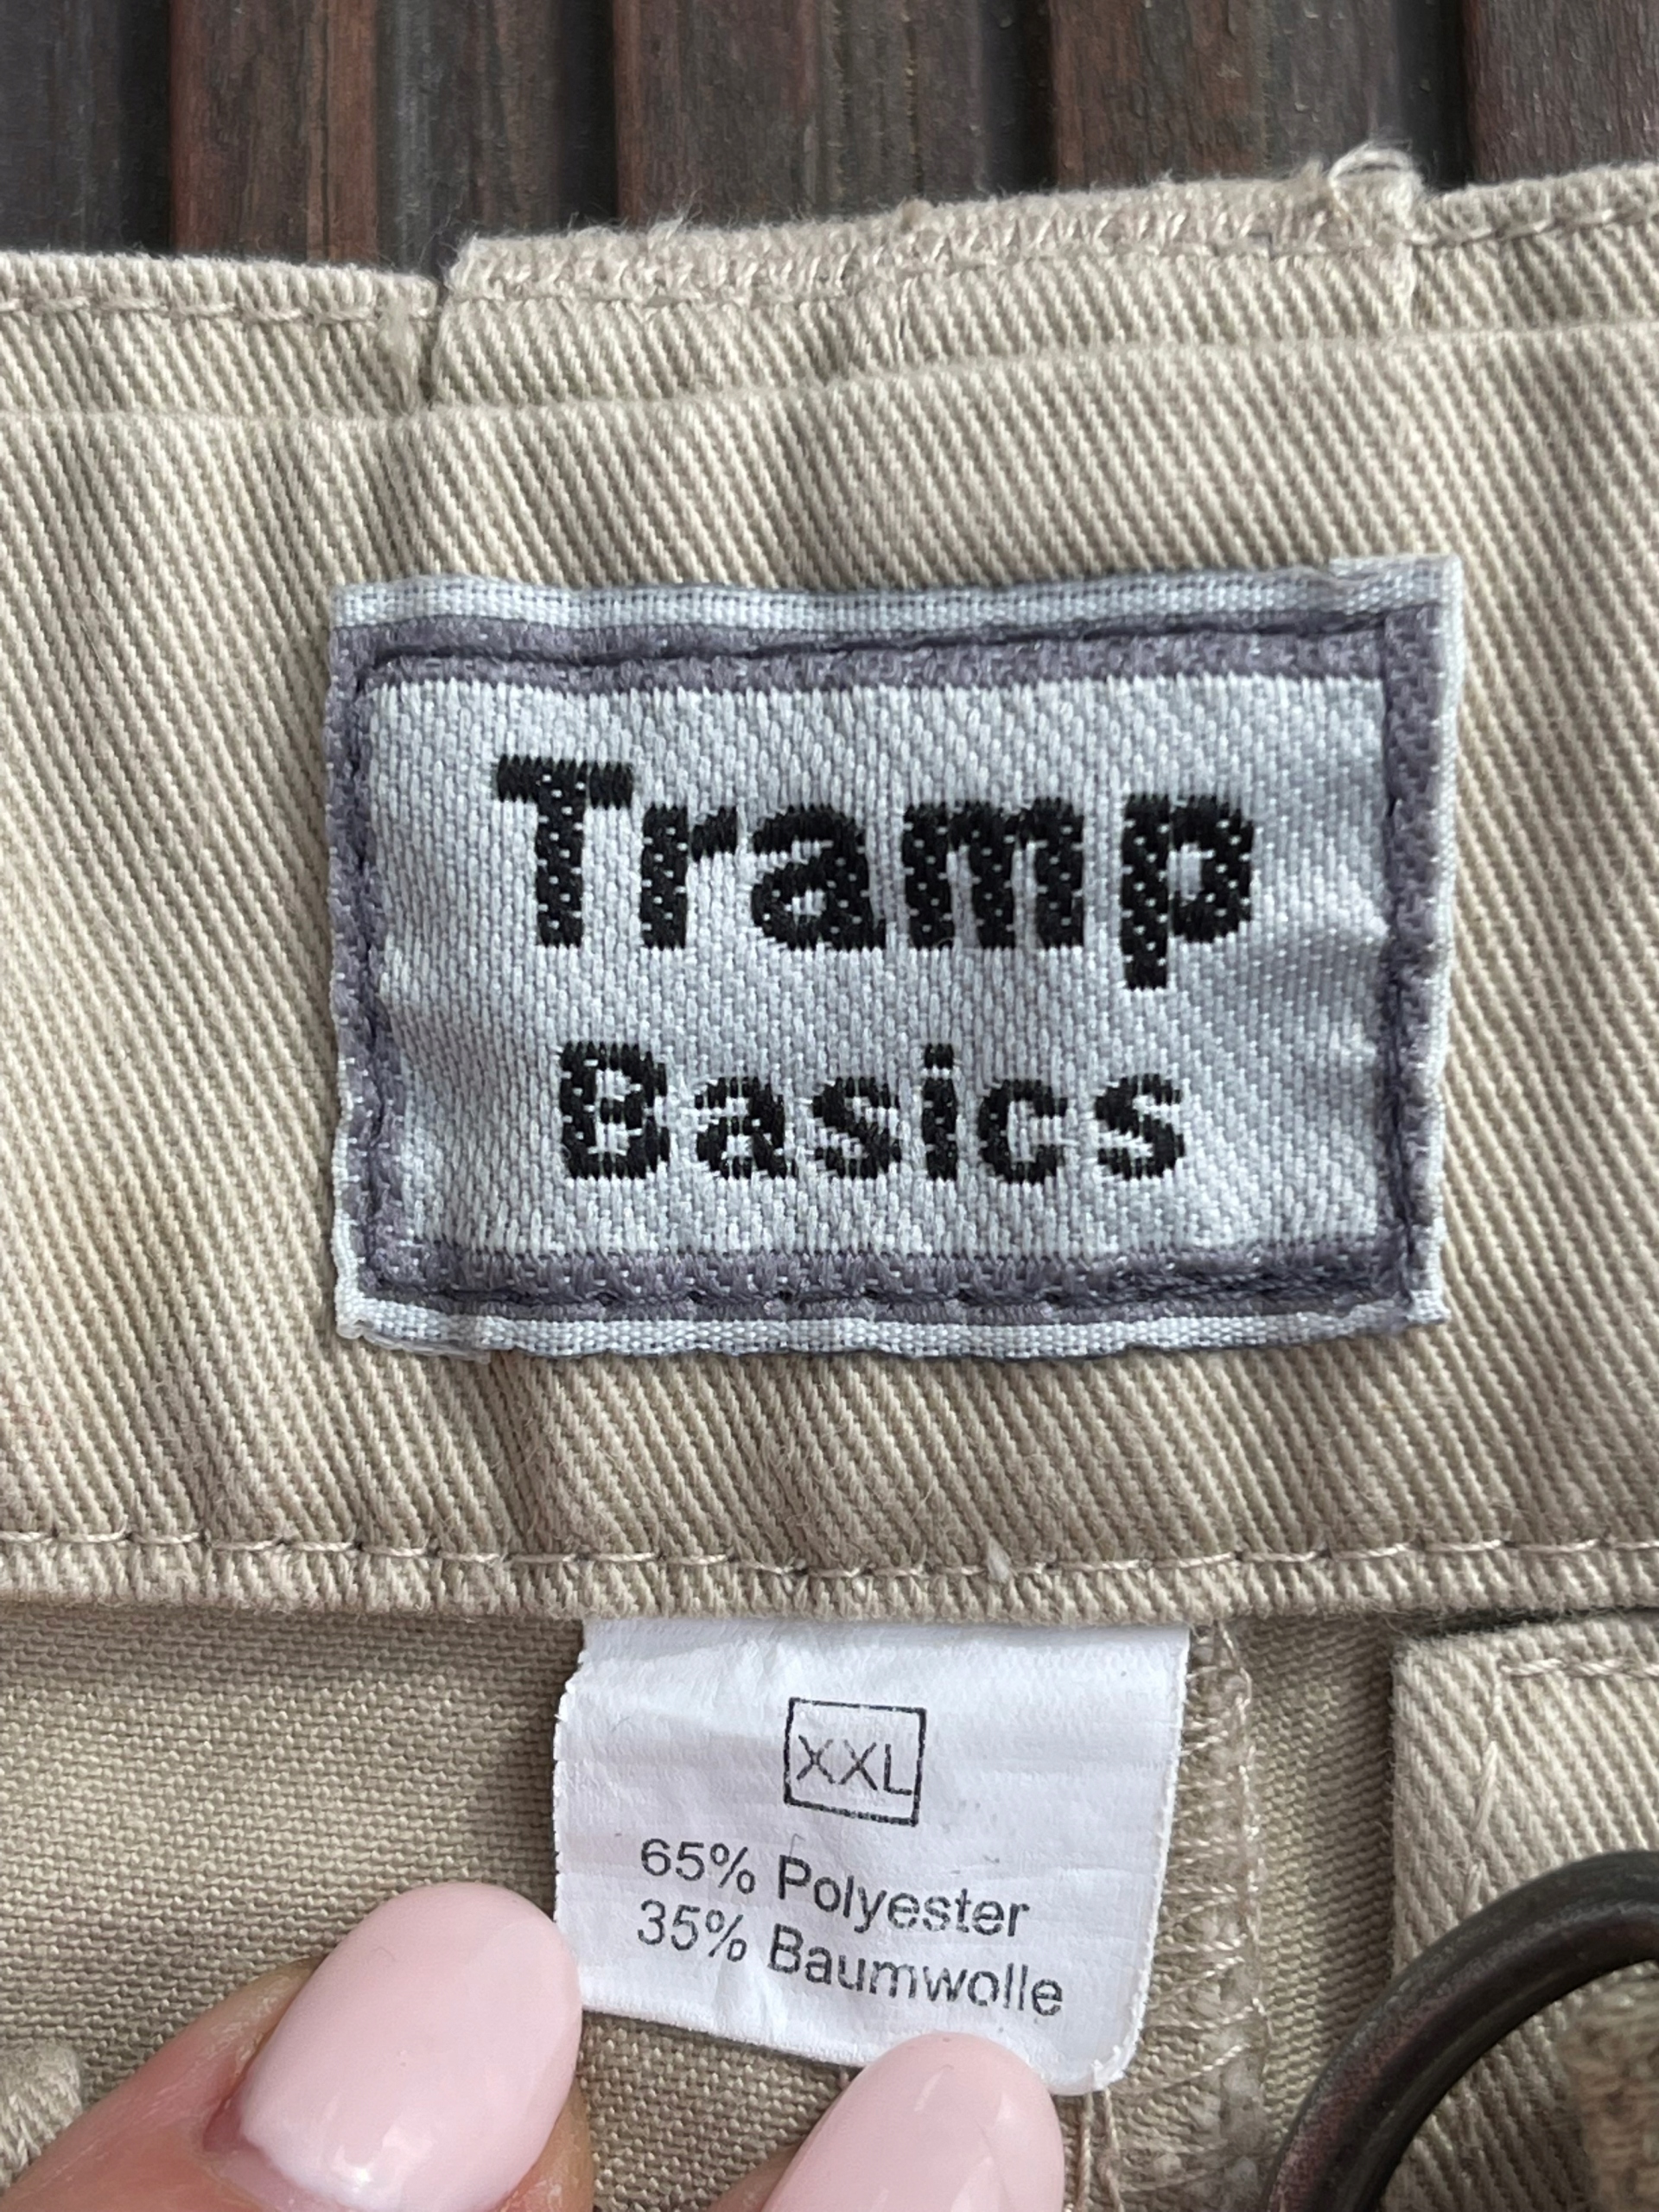 Tramp
Basics
XXL
65% Polyester
35% Baumwolle